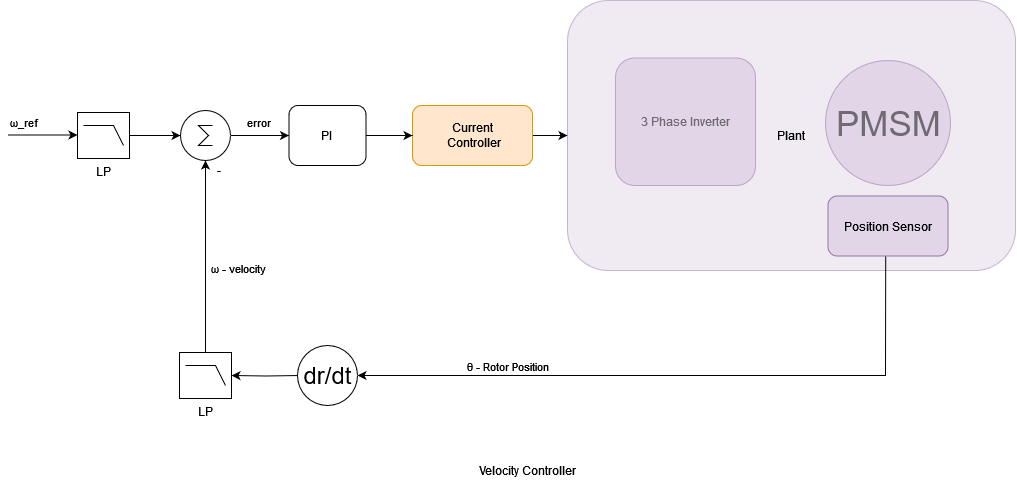 ω_ref
LP
Σ
-
error
PI
Current
Controller
3 Phase Inverter
Plant
PMSM
Position Sensor
ω - velocity
θ - Rotor Position
dr/dt
LP
Velocity Controller